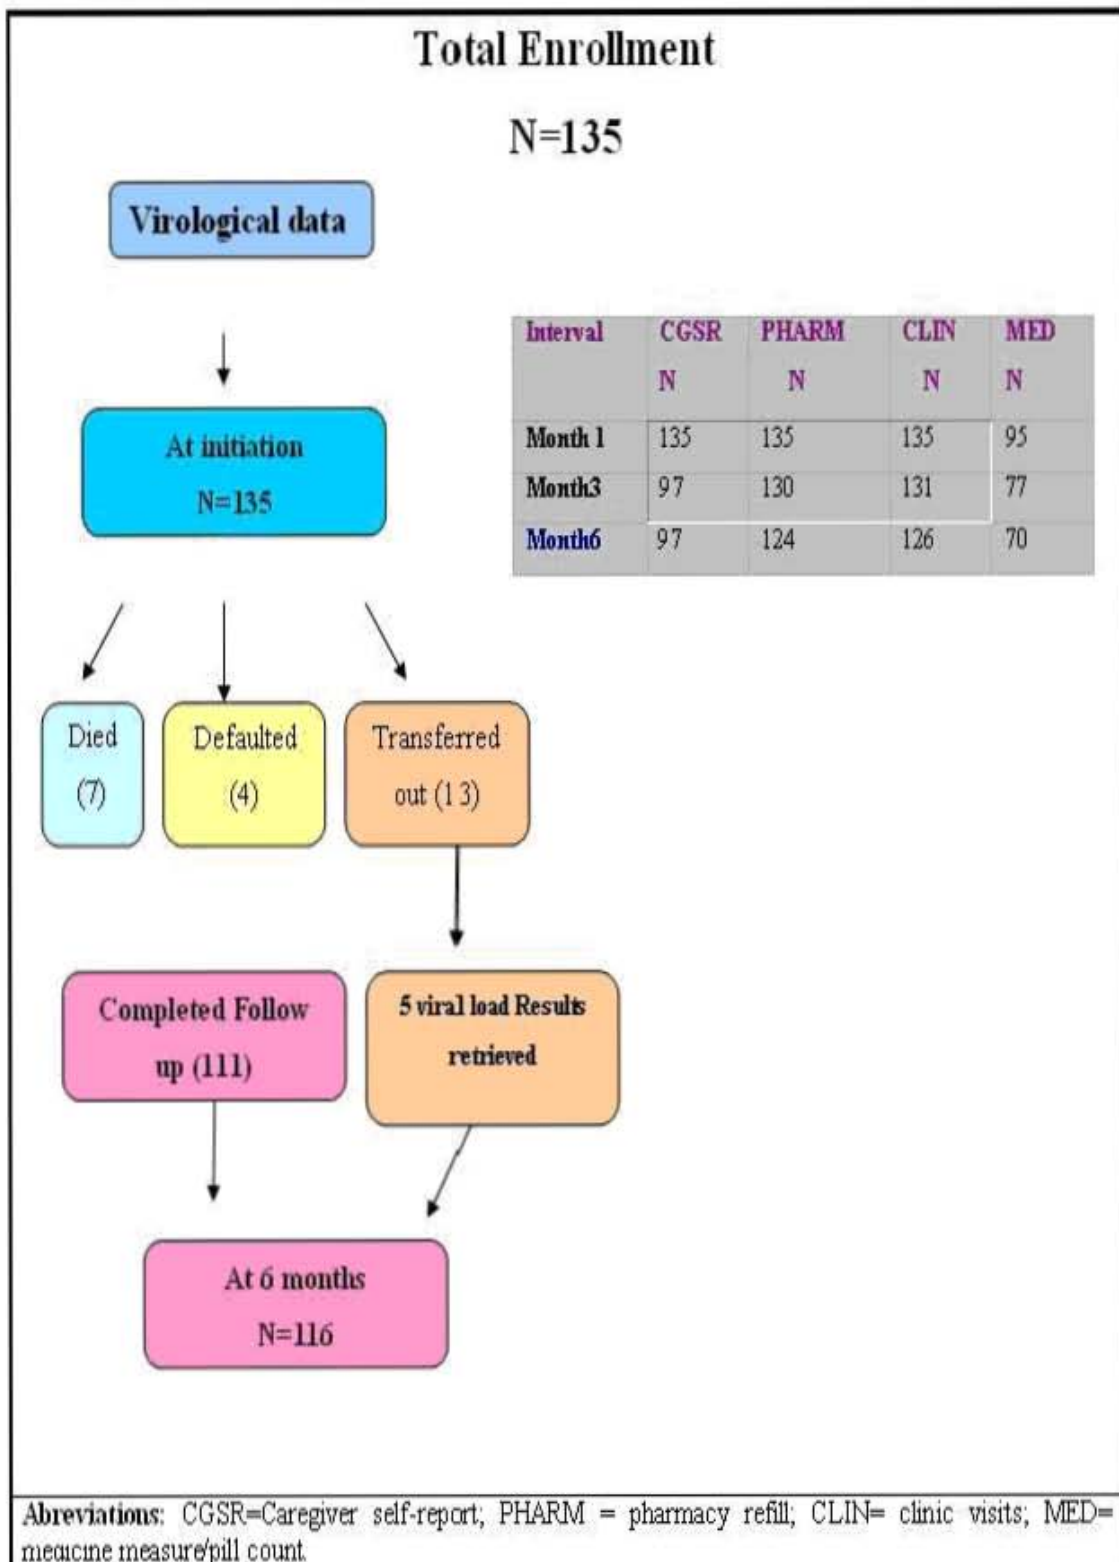 Total Enrollment
N=135
Virological data
At initiation
N=135
Interval CGSR PHARM CLIN MED
N N N N
Month 1 135 135 135 95
Month3 97 130 131 77
Month6 97 124 126 70
Died
(7)
Defaulted
(4)
Transferred
out (13)
Completed Follow
up (111)
5 viral load Results
retrieved
At 6 months
N=116
Abreviations: CGSR=Caregiver self-report; PHARM = pharmacy refill; CLIN= clinic visits; MED=
medicine measure/pill count.